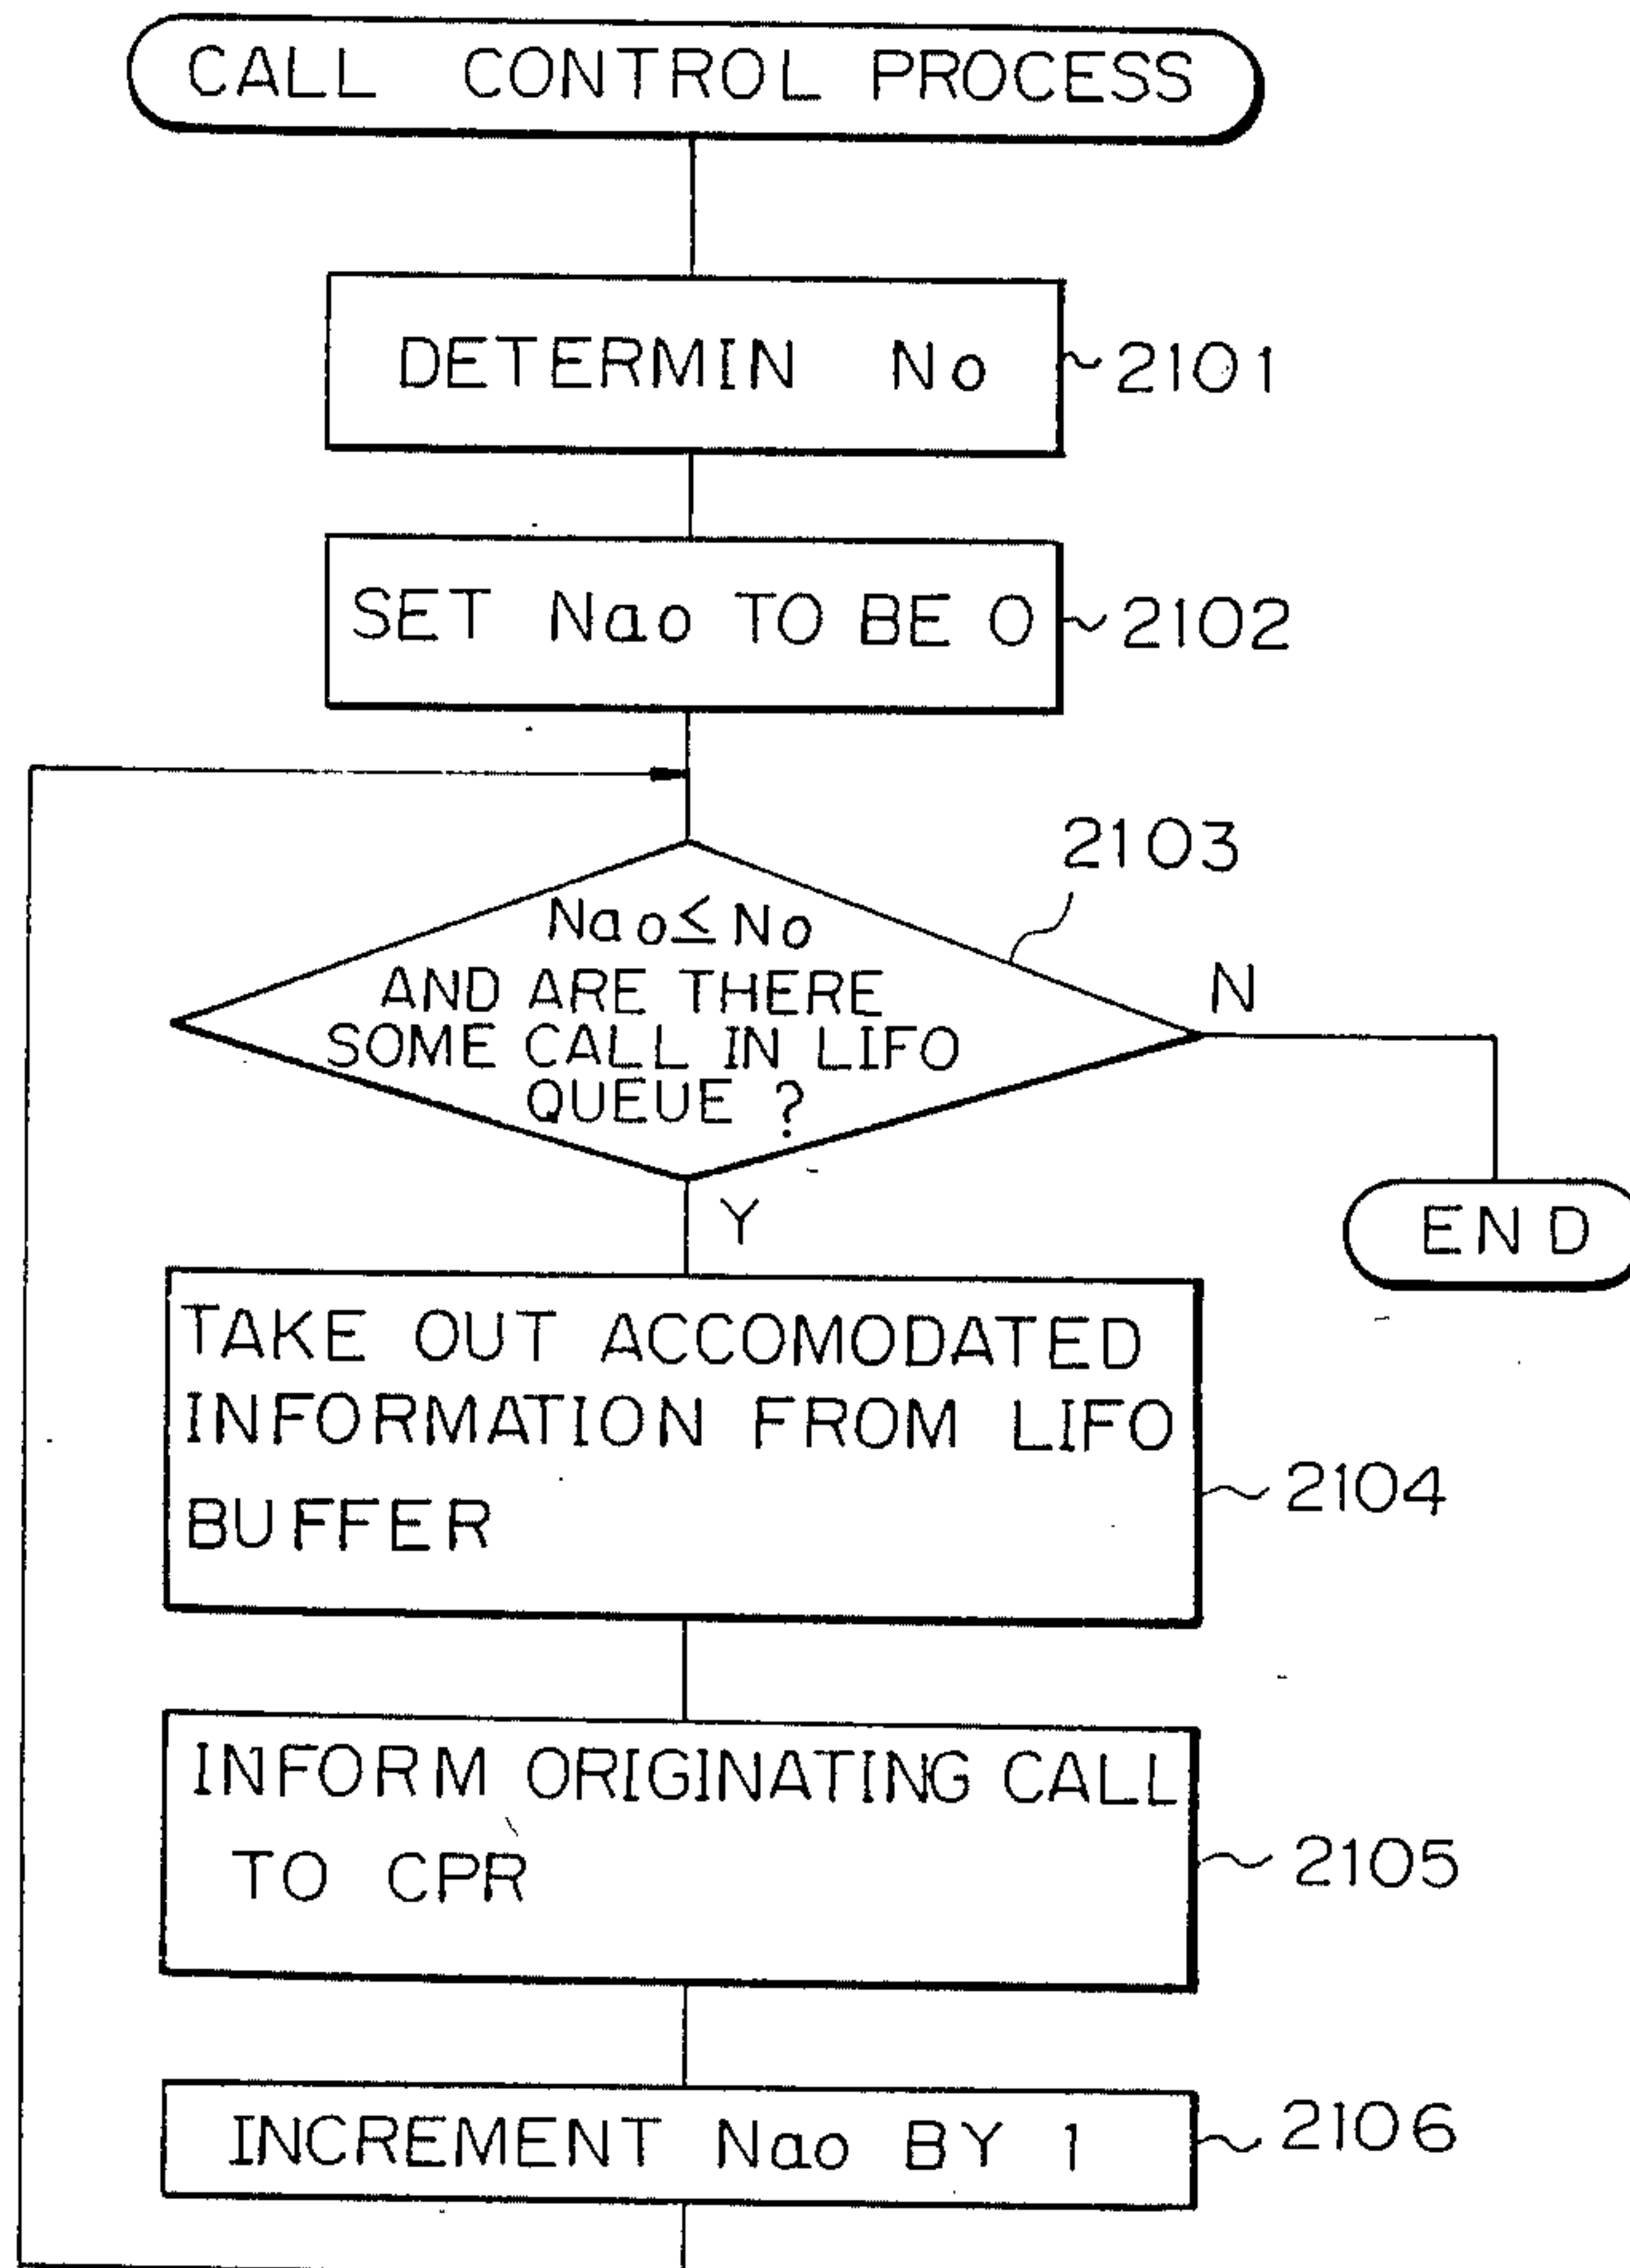 CALL CONTROL PROCESS
DETERMIN No
2101
SET Nao TO BE 0
2102
2103
Nao≤No
AND ARE THERE
SOME CALL IN LIFO
QUEUE ?
N
END
Y
TAKE OUT ACCOMODATED
INFORMATION FROM LIFO
BUFFER
2104
INFORM ORIGINATING CALL
TO CPR
2105
INCREMENT Nao BY 1
2106